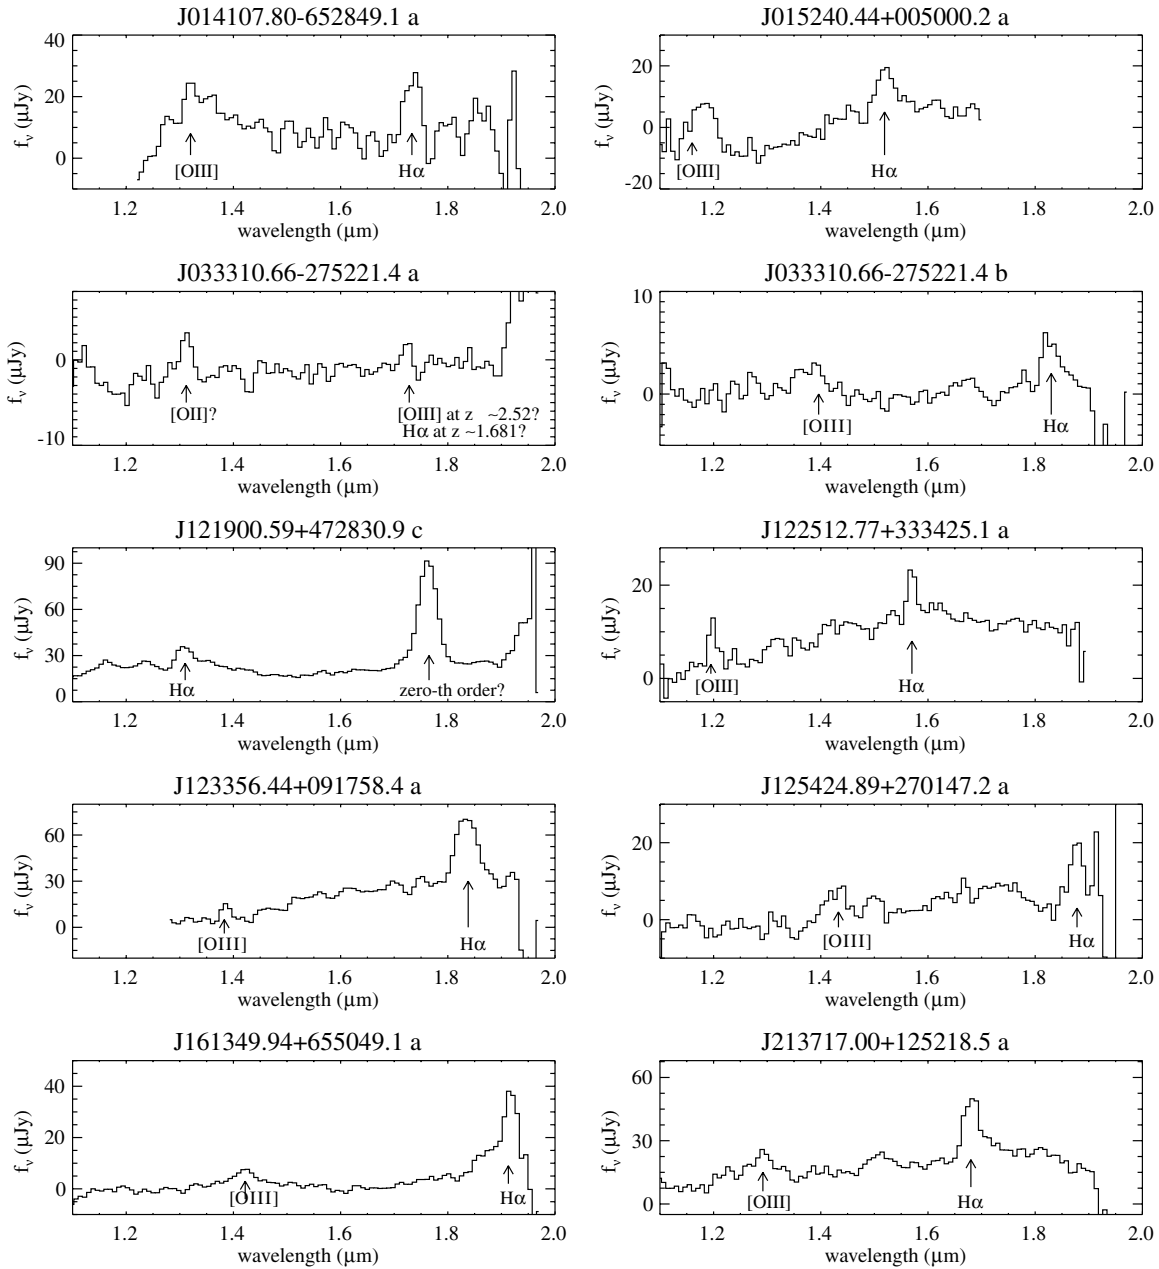 J014107.80-652849.1 a
40
20
0
fν (μJy)
[OIII]
Hα
1.2 1.4 1.6 1.8 2.0
wavelength (μm)
J015240.44+005000.2 a
20
0
-20
fν (μJy)
[OIII]
Hα
1.2 1.4 1.6 1.8 2.0
wavelength (μm)
J033310.66-275221.4 a
0
-10
fν (μJy)
[OII]?
[OIII] at z ~2.52?
Hα at z ~1.681?
1.2 1.4 1.6 1.8 2.0
wavelength (μm)
J033310.66-275221.4 b
10
5
0
fν (μJy)
[OIII]
Hα
1.2 1.4 1.6 1.8 2.0
wavelength (μm)
J121900.59+472830.9 c
90
60
30
0
fν (μJy)
Hα
zero-th order?
1.2 1.4 1.6 1.8 2.0
wavelength (μm)
J122512.77+333425.1 a
20
10
0
fν (μJy)
[OIII]
Hα
1.2 1.4 1.6 1.8 2.0
wavelength (μm)
J123356.44+091758.4 a
60
30
0
fν (μJy)
[OIII]
Hα
1.2 1.4 1.6 1.8 2.0
wavelength (μm)
J125424.89+270147.2 a
20
0
fν (μJy)
[OIII]
Hα
1.2 1.4 1.6 1.8 2.0
wavelength (μm)
J161349.94+655049.1 a
40
20
0
fν (μJy)
[OIII]
Hα
1.2 1.4 1.6 1.8 2.0
wavelength (μm)
J213717.00+125218.5 a
60
30
0
fν (μJy)
[OIII]
Hα
1.2 1.4 1.6 1.8 2.0
wavelength (μm)